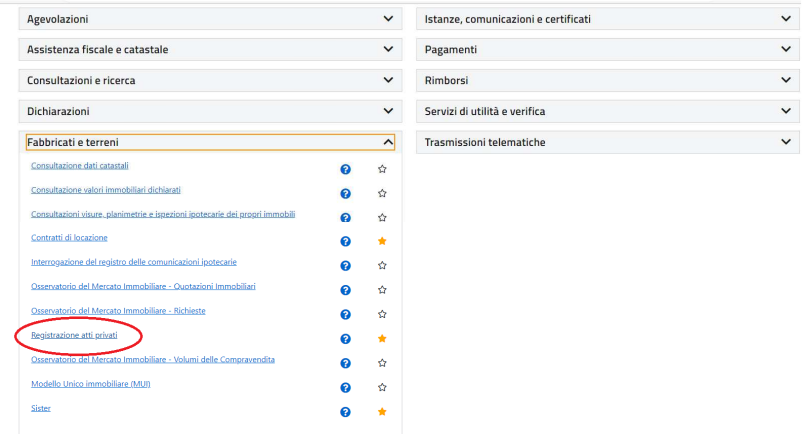 Agevolazioni
Assistenza fiscale e catastale
Consultazioni e ricerca
Dichiarazioni
Fabbricati e terreni
Consultazione dati catastali
Consultazione valori immobiliari dichiarati
Consultazioni visure, planimetrie e ispezioni ipotecarie dei propri immobili
Contratti di locazione
Interrogazione del registro delle comunicazioni ipotecarie
Osservatorio del Mercato Immobiliare - Quotazioni Immobiliari
Osservatorio del Mercato Immobiliare - Richieste
Registrazione atti privati
Osservatorio del Mercato Immobiliare - Volumi delle Compravendita
Modello Unico immobiliare (MUI)
Sister
Istanze, comunicazioni e certificati
Pagamenti
Rimborsi
Servizi di utilità e verifica
Trasmissioni telematiche